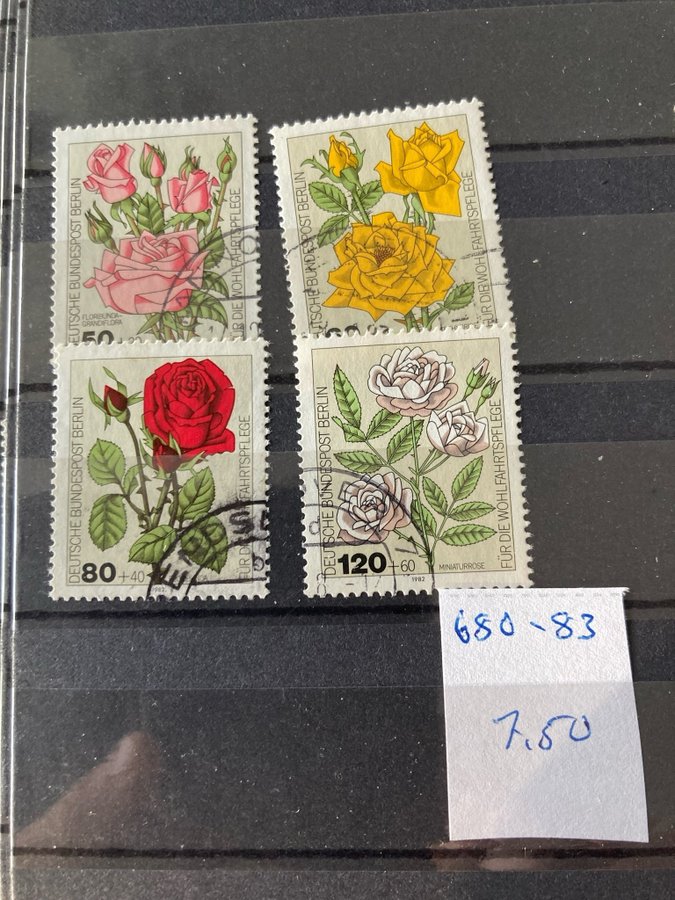 DEUTSCHE BUNDESPOST BERLIN
FLORIBUNDA-
GRANDIFLORA
50
FÜR DIE WOHLFAHRTSPFLEGE
DEUTSCHE BUNDESPOST BERLIN
FÜR DIE WOHLFAHRTSPFLEGE
DEUTSCHE BUNDESPOST BERLIN
80+40
1982
FÜR DIE WOHLFAHRTSPFLEGE
DEUTSCHE BUNDESPOST BERLIN
120+60
1982
MINIATURROSE
FÜR DIE WOHLFAHRTSPFLEGE
680-83
7.50